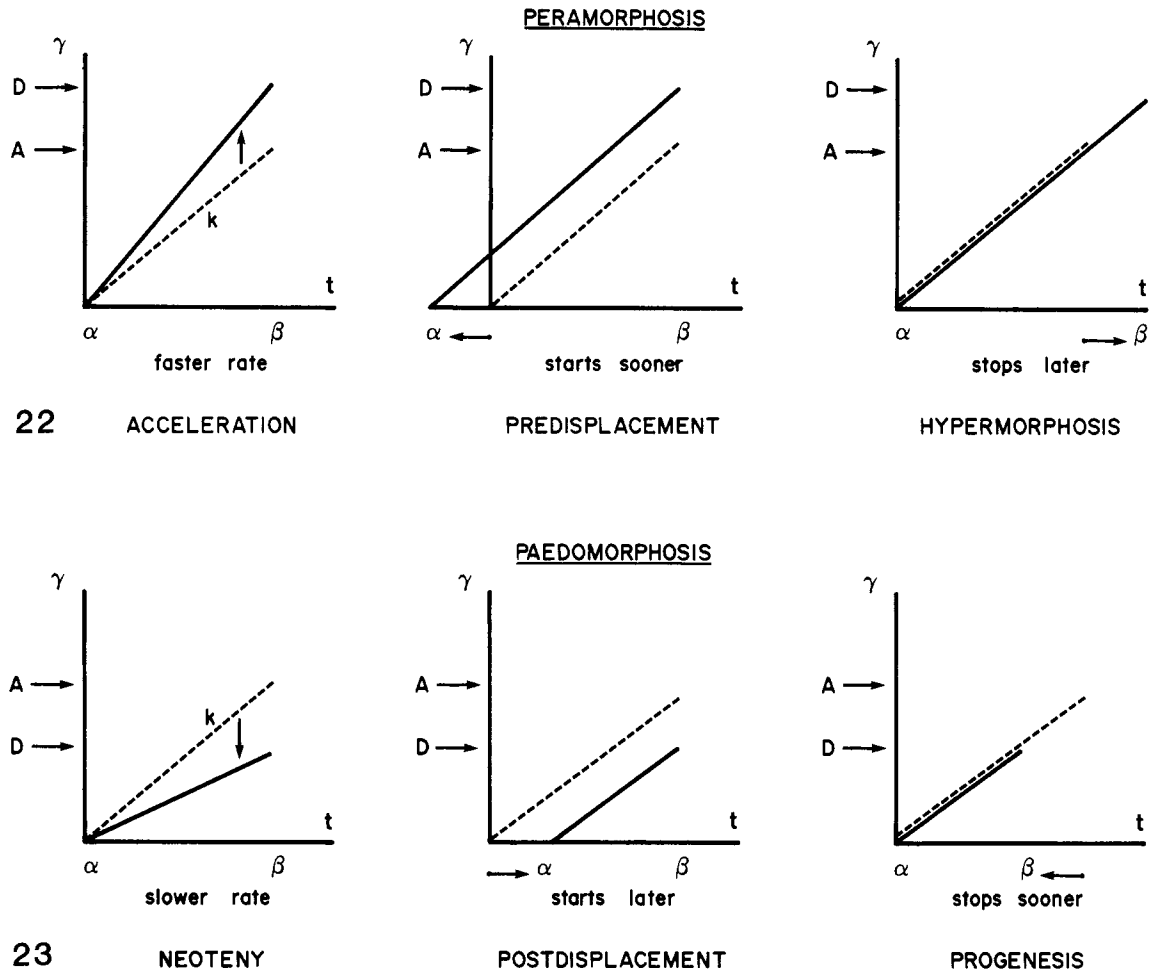 PERAMORPHOSIS
γ γ γ
D D D
A A A
k
t t t
α β α β α β
faster rate starts sooner stops later
22 ACCELERATION PREDISPLACEMENT HYPERMORPHOSIS
PAEDOMORPHOSIS
γ γ γ
A A A
k
D D D
t t t
α β α β α β
slower rate starts later stops sooner
23 NEOTENY POSTDISPLACEMENT PROGENESIS